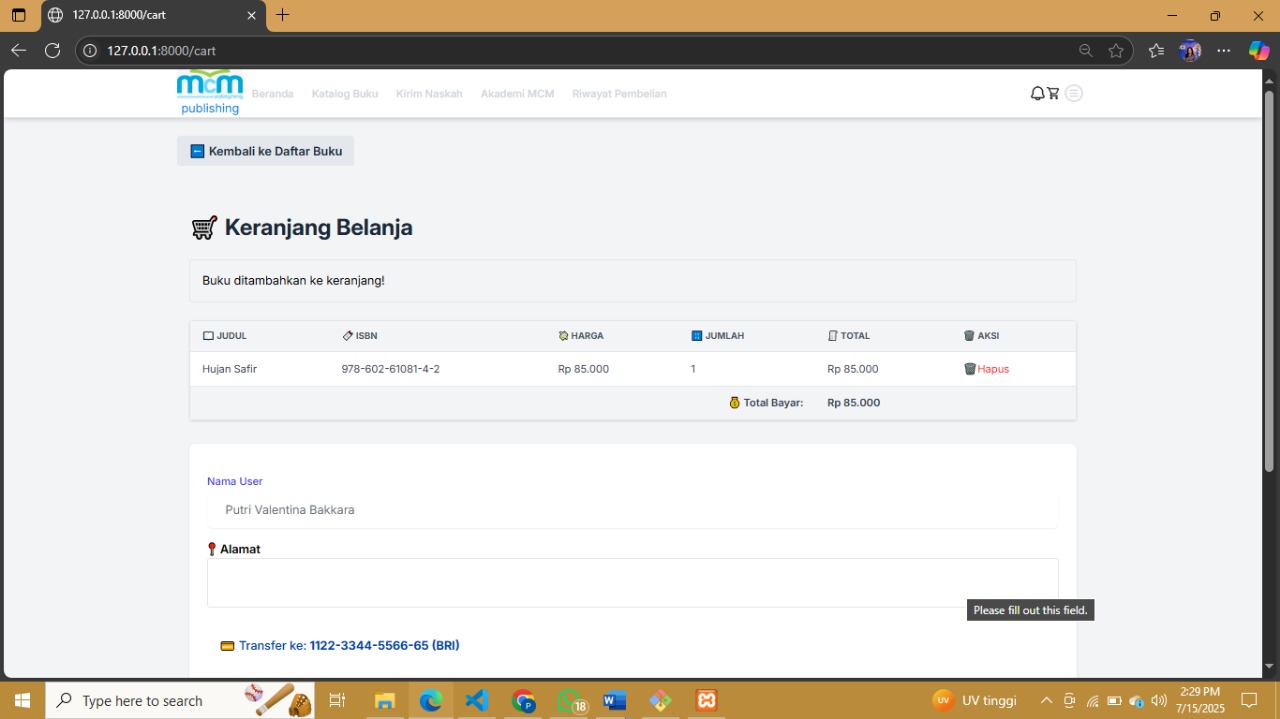 127.0.0.1:8000/cart
127.0.0.1:8000/cart
mcm
publishing
Beranda Katalog Buku Kirim Naskah Akademi MCM Riwayat Pembelian
Kembali ke Daftar Buku
Keranjang Belanja
Buku ditambahkan ke keranjang!
JUDUL ISBN HARGA JUMLAH TOTAL AKSI
Hujan Safir 978-602-61081-4-2 Rp 85.000 1 Rp 85.000 Hapus
Total Bayar: Rp 85.000
Nama User
Putri Valentina Bakkara
Alamat
Please fill out this field.
Transfer ke: 1122-3344-5566-65 (BRI)
Type here to search
18
UV UV tinggi
2:29 PM
7/15/2025